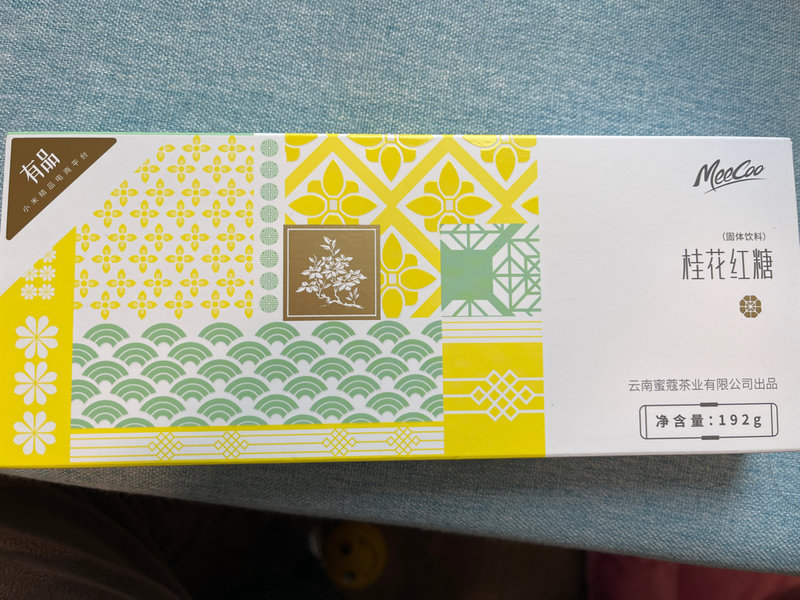 有品
小米精品电商平台
MeeCoo
（固体饮料）
桂花红糖
云南蜜蔻茶业有限公司出品
净含量:192g